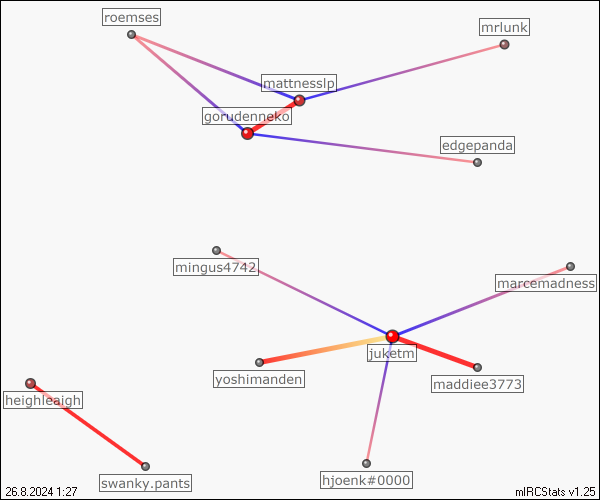 roemses
mrlunk
mattnesslp
gorudenneko
edgepanda
mingus4742
marcemadness
juketm
yoshimanden
maddiee3773
heighleaigh
hjoenk#0000
swanky.pants
26.8.2024 1:27
mIRCStats v1.25